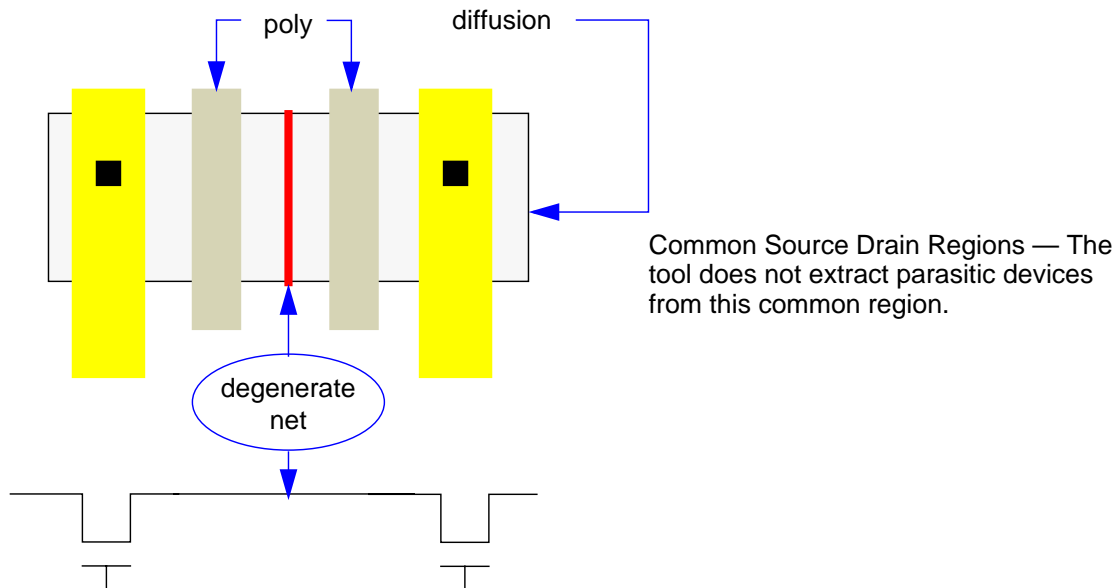 poly
diffusion
Common Source Drain Regions — The
tool does not extract parasitic devices
from this common region.
degenerate
net